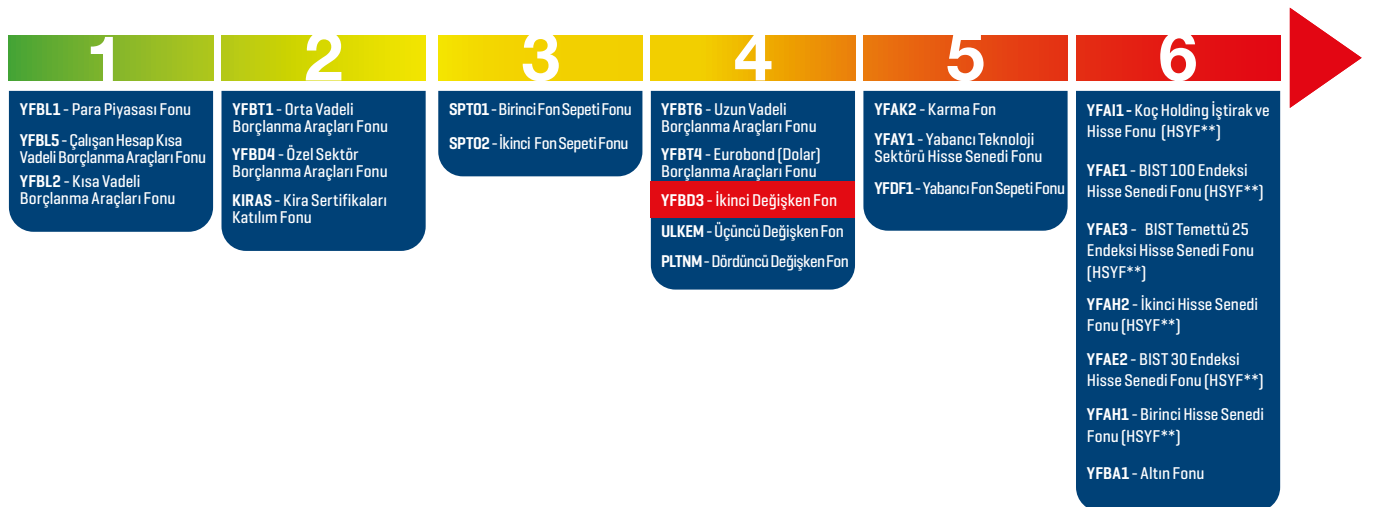 1
YFBL1 - Para Piyasası Fonu
YFBL5 - Çalışan Hesap Kısa
Vadeli Borçlanma Araçları Fonu
YFBL2 - Kısa Vadeli
Borçlanma Araçları Fonu
2
YFBT1 - Orta Vadeli
Borçlanma Araçları Fonu
YFBD4 - Özel Sektör
Borçlanma Araçları Fonu
KIRAS - Kira Sertifikaları
Katılım Fonu
3
SPT01 - Birinci Fon Sepeti Fonu
SPT02 - İkinci Fon Sepeti Fonu
4
YFBT6 - Uzun Vadeli
Borçlanma Araçları Fonu
YFBT4 - Eurobond (Dolar)
Borçlanma Araçları Fonu
YFBD3 - İkinci Değişken Fon
ULKEM - Üçüncü Değişken Fon
PLTNM - Dördüncü Değişken Fon
5
YFAK2 - Karma Fon
YFAY1 - Yabancı Teknoloji
Sektörü Hisse Senedi Fonu
YFDF1 - Yabancı Fon Sepeti Fonu
6
YFAI1 - Koç Holding İştirak ve
Hisse Fonu (HSYF**)
YFAE1 - BIST 100 Endeksi
Hisse Senedi Fonu (HSYF**)
YFAE3 - BIST Temettü 25
Endeksi Hisse Senedi Fonu
(HSYF**)
YFAH2 - İkinci Hisse Senedi
Fonu (HSYF**)
YFAE2 - BIST 30 Endeksi
Hisse Senedi Fonu (HSYF**)
YFAH1 - Birinci Hisse Senedi
Fonu (HSYF**)
YFBA1 - Altın Fonu